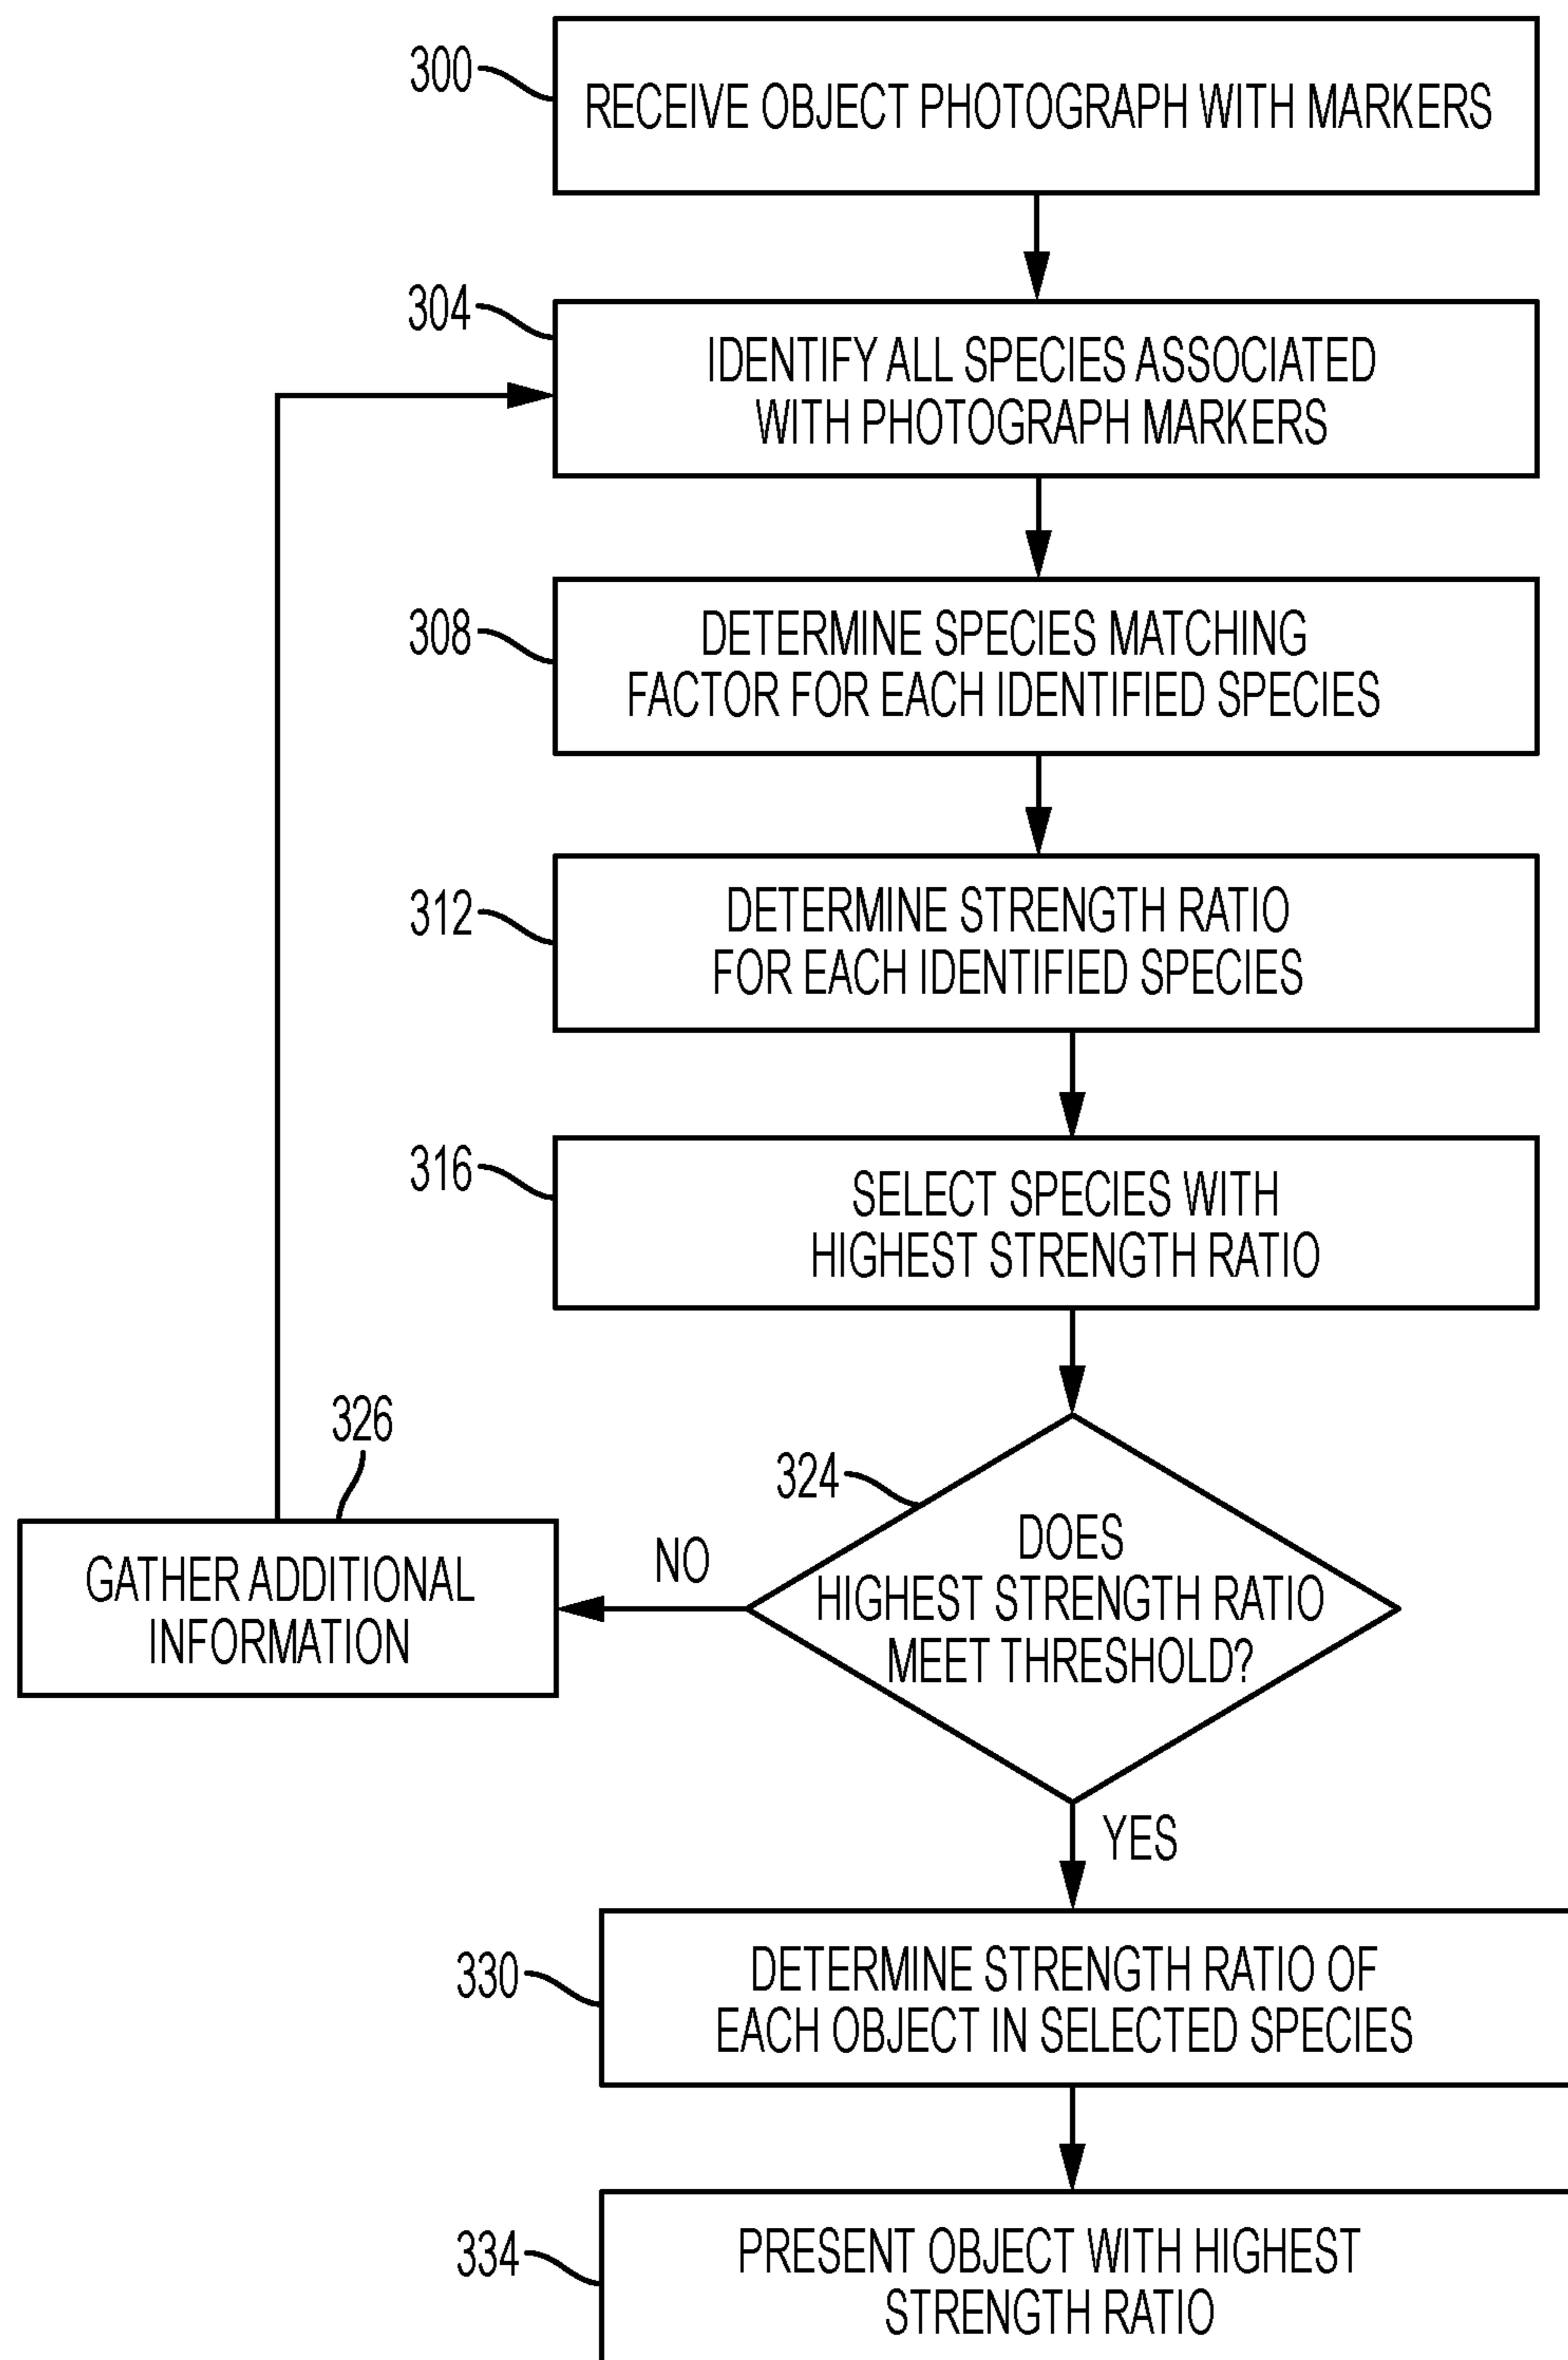 300
RECEIVE OBJECT PHOTOGRAPH WITH MARKERS
304
IDENTIFY ALL SPECIES ASSOCIATED
WITH PHOTOGRAPH MARKERS
308
DETERMINE SPECIES MATCHING
FACTOR FOR EACH IDENTIFIED SPECIES
312
DETERMINE STRENGTH RATIO
FOR EACH IDENTIFIED SPECIES
316
SELECT SPECIES WITH
HIGHEST STRENGTH RATIO
324
DOES
HIGHEST STRENGTH RATIO
MEET THRESHOLD?
NO
326
GATHER ADDITIONAL
INFORMATION
YES
330
DETERMINE STRENGTH RATIO OF
EACH OBJECT IN SELECTED SPECIES
334
PRESENT OBJECT WITH HIGHEST
STRENGTH RATIO